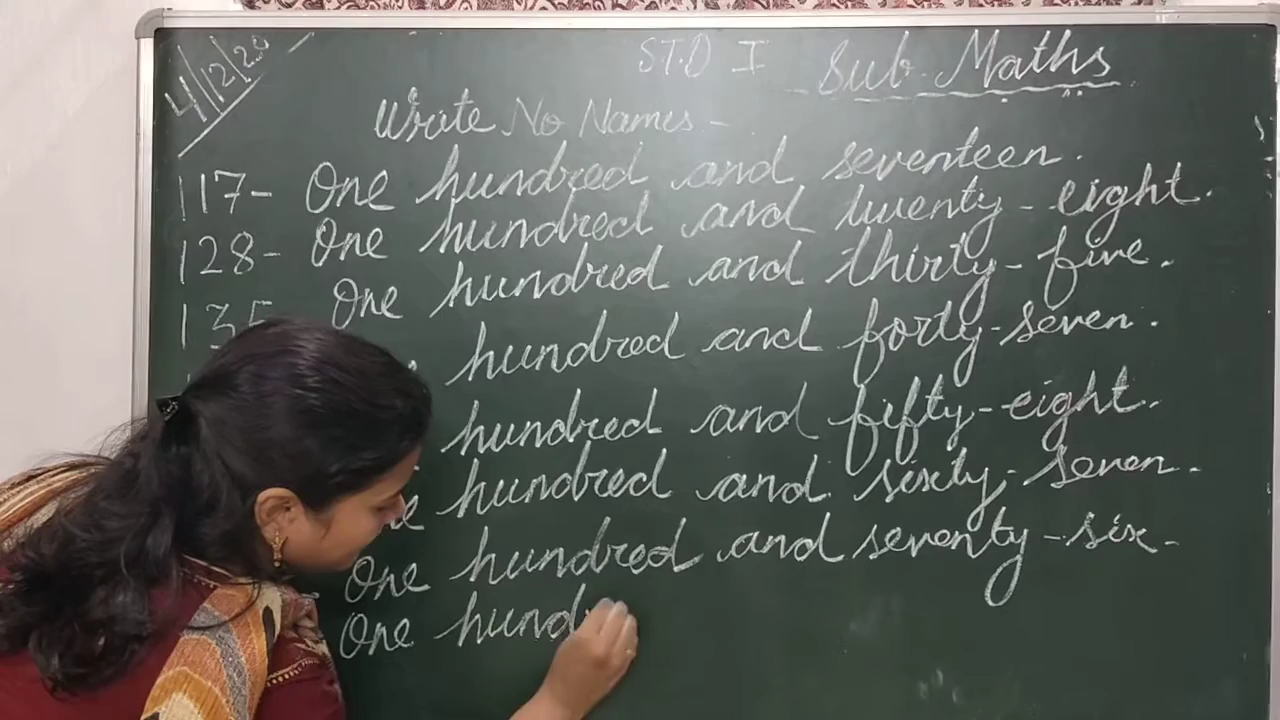 4/12/20
STD I Sub. Maths
Write No Names -
117- One hundred and seventeen.
128- One hundred and twenty-eight.
135 One hundred and thirty-five.
hundred and forty-seven.
hundred and fifty-eight.
hundred and sixty-seven.
One hundred and seventy-six-
One hund